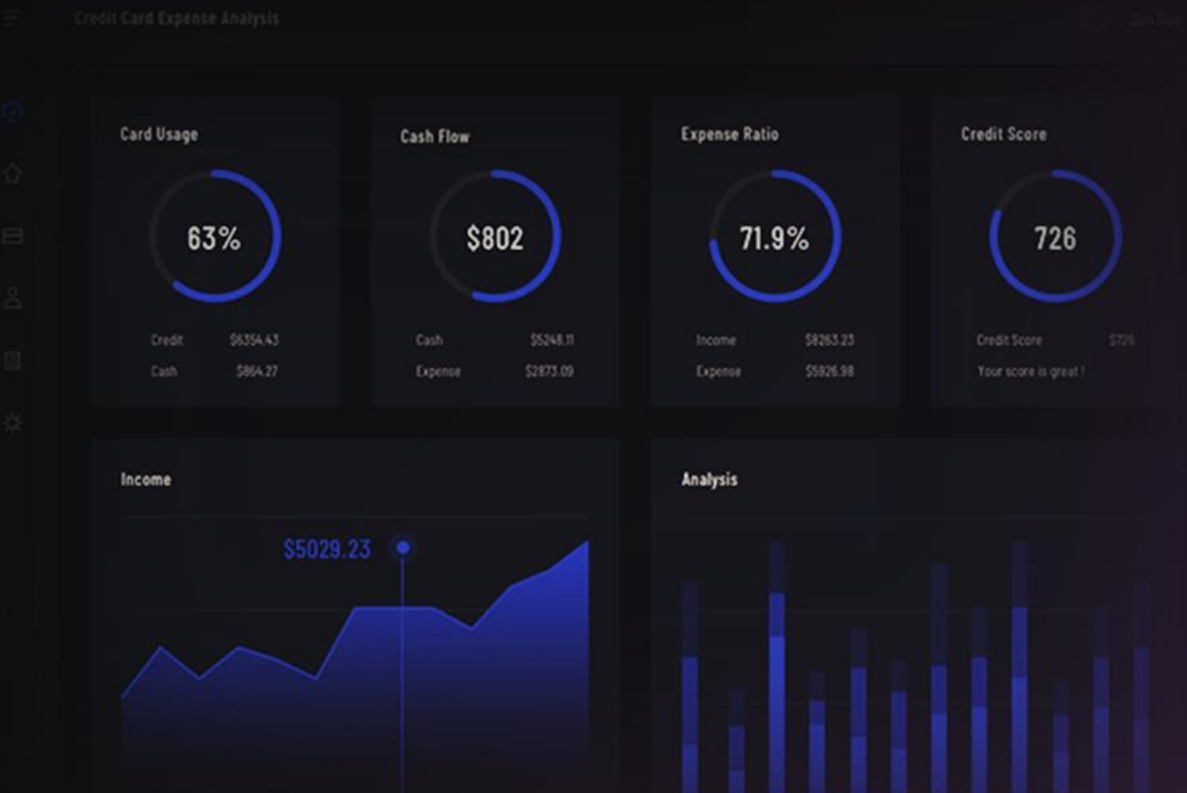 Credit Card Expense Analysis
Card Usage
63%
Credit $6354.43
Cash $864.27
Cash Flow
$802
Cash $5248.11
Expense $2873.09
Expense Ratio
71.9%
Income $8263.23
Expense $5926.98
Credit Score
726
Credit Score $726
Your score is great !
Income
$5029.23
Analysis